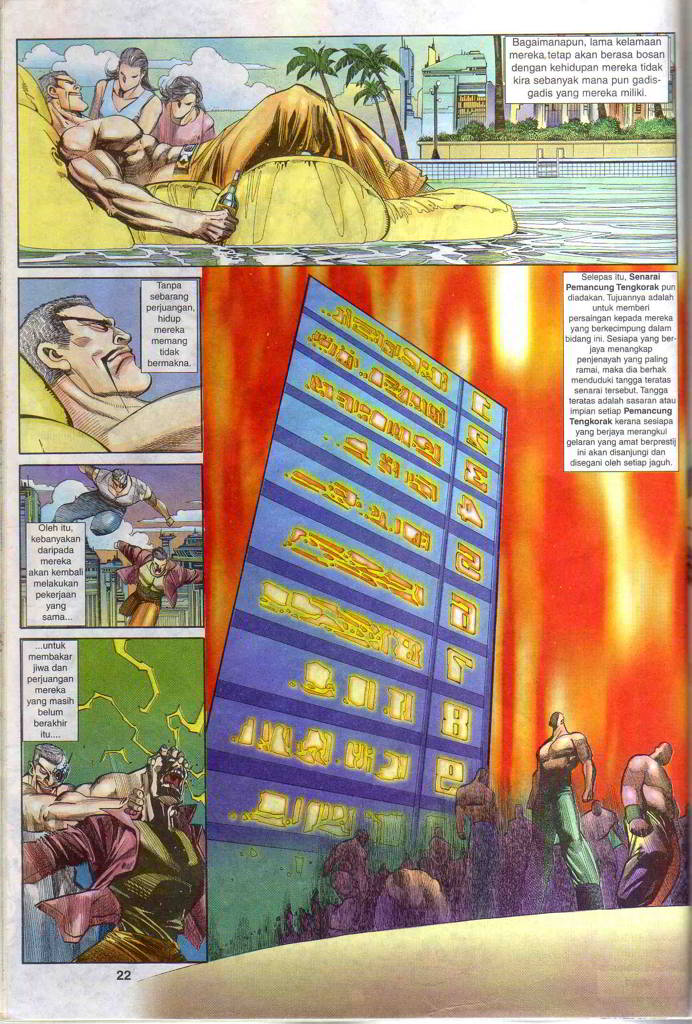 Bagaimanapun, lama kelamaan
mereka,tetap akan berasa bosan
dengan kehidupan mereka tidak
kira sebanyak mana pun gadis-
gadis yang mereka miliki.
Tanpa
sebarang
perjuangan,
hidup
mereka
memang
tidak
bermakna.
Oleh itu,
kebanyakan
daripada
mereka
akan kembali
melakukan
pekerjaan
yang
sama...
...untuk
membakar
jiwa dan
perjuangan
mereka
yang masih
belum
berakhir
itu....
Selepas itu, Senarai
Pemancung Tengkorak pun
diadakan. Tujuannya adalah
untuk memberi
persaingan kepada mereka
yang berkecimpung dalam
bidang ini. Sesiapa yang ber-
jaya menangkap
penjenayah yang paling
ramai, maka dia berhak
menduduki tangga teratas
senarai tersebut. Tangga
teratas adalah sasaran atau
impian setiap Pemancung
Tengkorak kerana sesiapa
yang berjaya merangkul
gelaran yang amat berprestij
ini akan disanjungi dan
disegani oleh setiap jaguh.
1
2
3
4
5
6
7
8
9
22